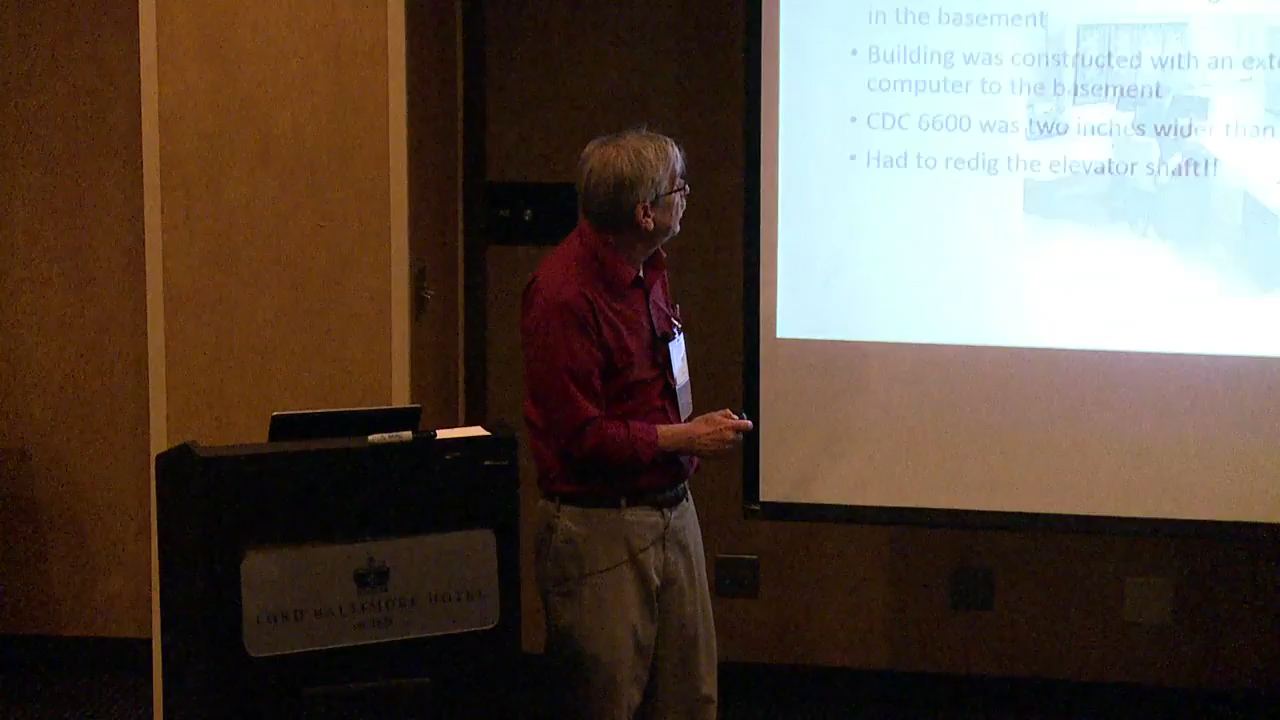 in the basement
• Building was constructed with an exte
computer to the basement
• CDC 6600 was two inches wider than
• Had to redig the elevator shaft!!
LORD BALTIMORE HOTEL